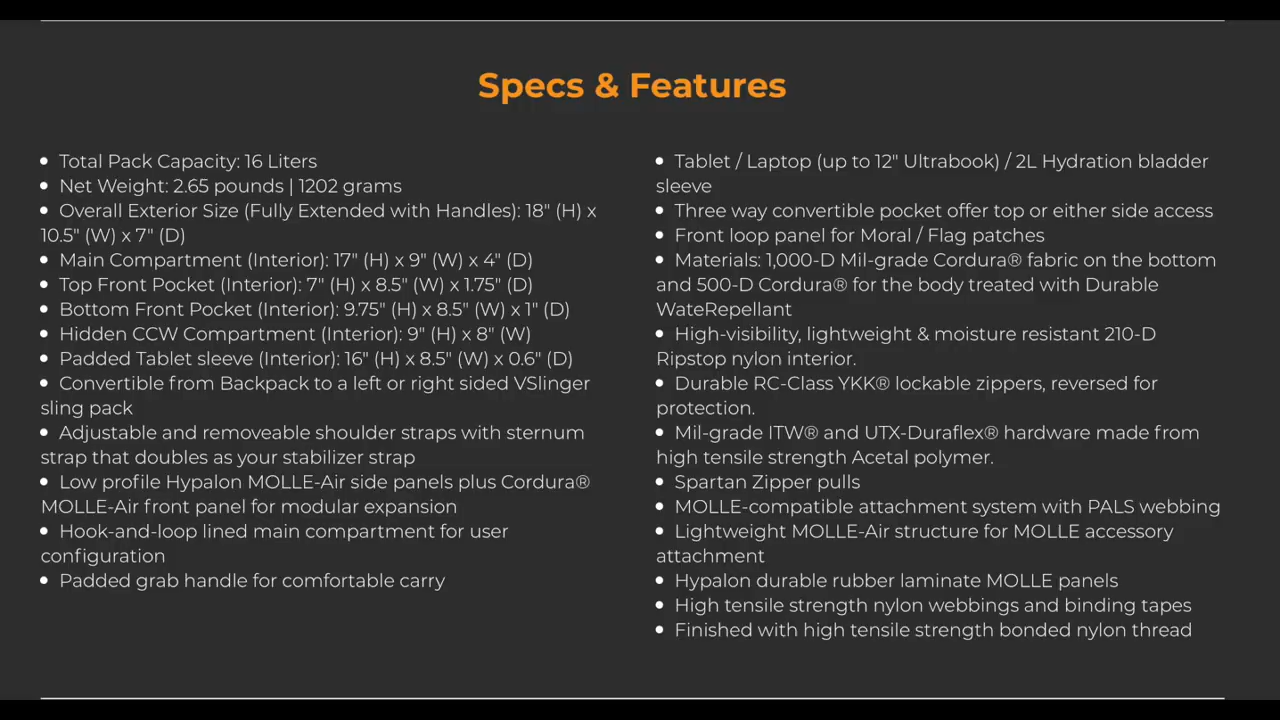 Specs & Features
• Total Pack Capacity: 16 Liters
• Net Weight: 2.65 pounds | 1202 grams
• Overall Exterior Size (Fully Extended with Handles): 18" (H) x
10.5" (W) x 7" (D)
• Main Compartment (Interior): 17" (H) x 9" (W) x 4" (D)
• Top Front Pocket (Interior): 7" (H) x 8.5" (W) x 1.75" (D)
• Bottom Front Pocket (Interior): 9.75" (H) x 8.5" (W) x 1" (D)
• Hidden CCW Compartment (Interior): 9" (H) x 8" (W)
• Padded Tablet sleeve (Interior): 16" (H) x 8.5" (W) x 0.6" (D)
• Convertible from Backpack to a left or right sided VSlinger
sling pack
• Adjustable and removeable shoulder straps with sternum
strap that doubles as your stabilizer strap
• Low profile Hypalon MOLLE-Air side panels plus Cordura®
MOLLE-Air front panel for modular expansion
• Hook-and-loop lined main compartment for user
configuration
• Padded grab handle for comfortable carry
• Tablet / Laptop (up to 12" Ultrabook) / 2L Hydration bladder
sleeve
• Three way convertible pocket offer top or either side access
• Front loop panel for Moral / Flag patches
• Materials: 1,000-D Mil-grade Cordura® fabric on the bottom
and 500-D Cordura® for the body treated with Durable
WateRepellant
• High-visibility, lightweight & moisture resistant 210-D
Ripstop nylon interior.
• Durable RC-Class YKK® lockable zippers, reversed for
protection.
• Mil-grade ITW® and UTX-Duraflex® hardware made from
high tensile strength Acetal polymer.
• Spartan Zipper pulls
• MOLLE-compatible attachment system with PALS webbing
• Lightweight MOLLE-Air structure for MOLLE accessory
attachment
• Hypalon durable rubber laminate MOLLE panels
• High tensile strength nylon webbings and binding tapes
• Finished with high tensile strength bonded nylon thread